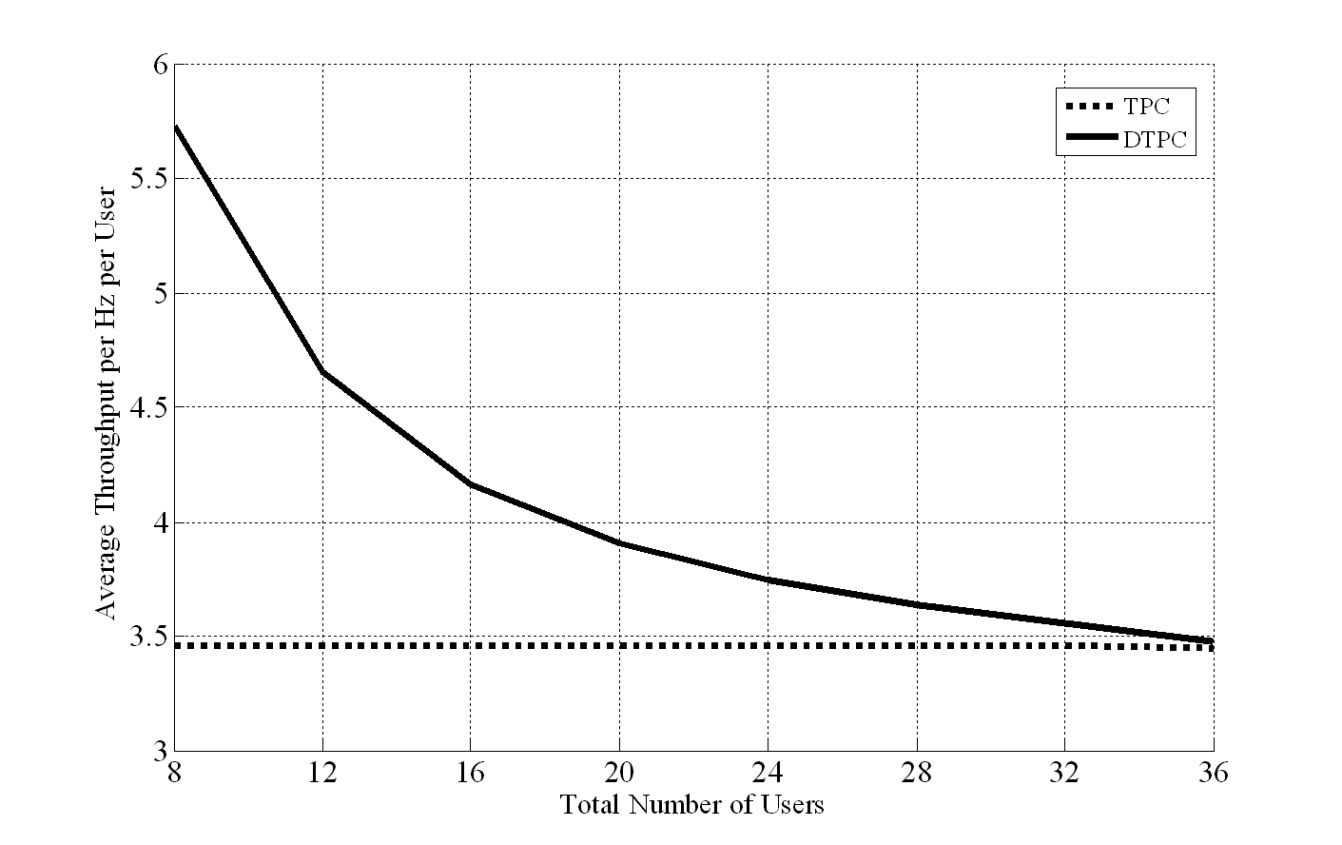 6
5.5
5
4.5
4
3.5
3
Average Throughput per Hz per User
TPC
DTPC
8 12 16 20 24 28 32 36
Total Number of Users